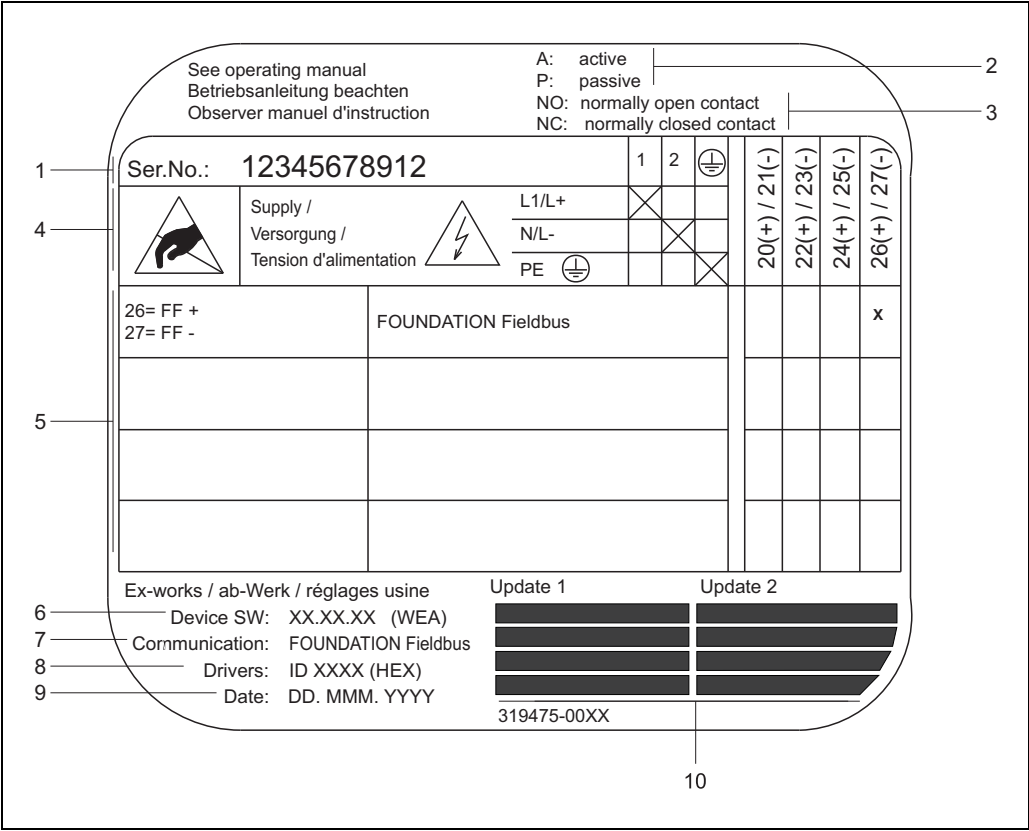 See operating manual
Betriebsanleitung beachten
Observer manuel d'instruction
A: active
P: passive
NO: normally open contact
NC: normally closed contact
2
3
1
Ser.No.: 12345678912
1 2
20(+) / 21(-)
22(+) / 23(-)
24(+) / 25(-)
26(+) / 27(-)
4
Supply /
Versorgung /
Tension d'alimentation
L1/L+
N/L-
PE
5
26= FF +
27= FF -
FOUNDATION Fieldbus
x
Ex-works / ab-Werk / réglages usine
Update 1
Update 2
6
Device SW: XX.XX.XX (WEA)
7
Communication: FOUNDATION Fieldbus
8
Drivers: ID XXXX (HEX)
9
Date: DD. MMM. YYYY
319475-00XX
10